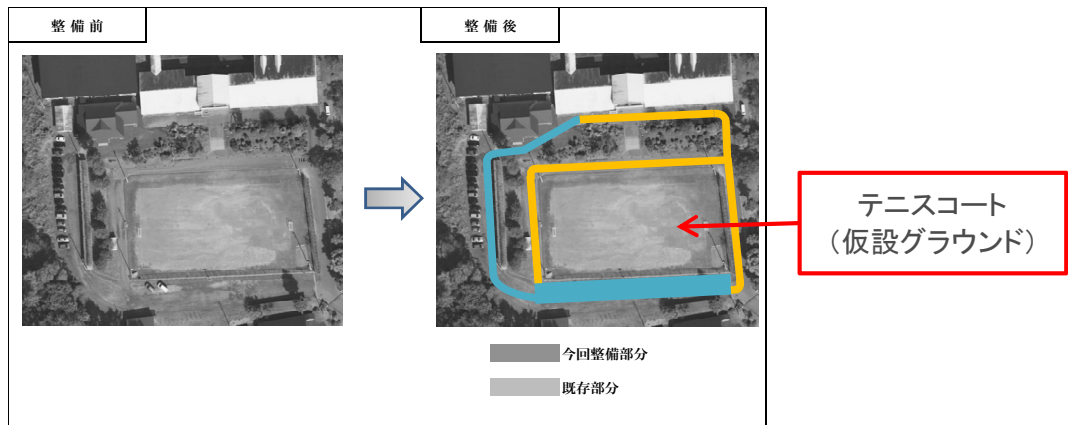 整備前
整備後
テニスコート
（仮設グラウンド）
今回整備部分
既存部分